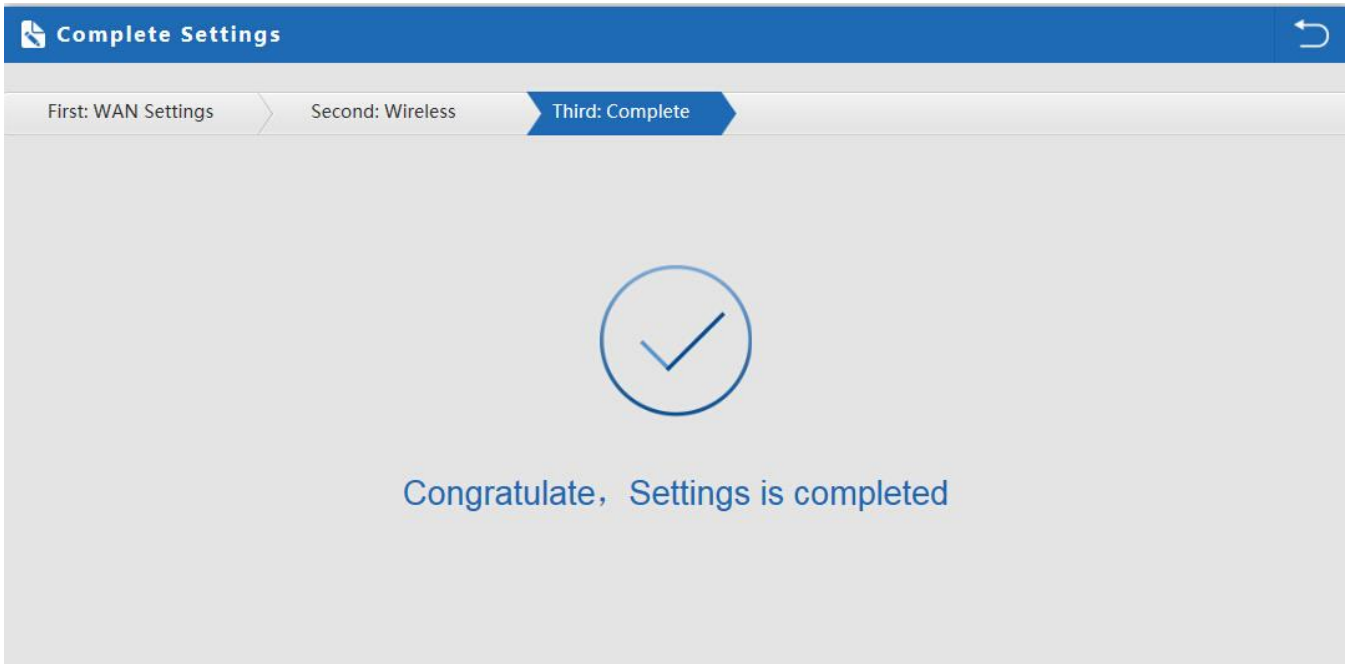 Complete Settings
First: WAN Settings Second: Wireless Third: Complete
Congratulate，Settings is completed